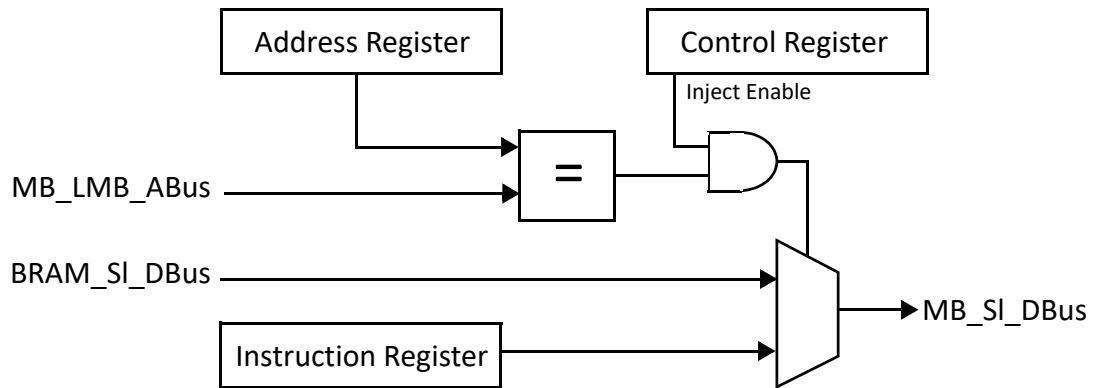 Address Register
Control Register
Inject Enable
=
MB_LMB_ABus
BRAM_Sl_DBus
MB_Sl_DBus
Instruction Register